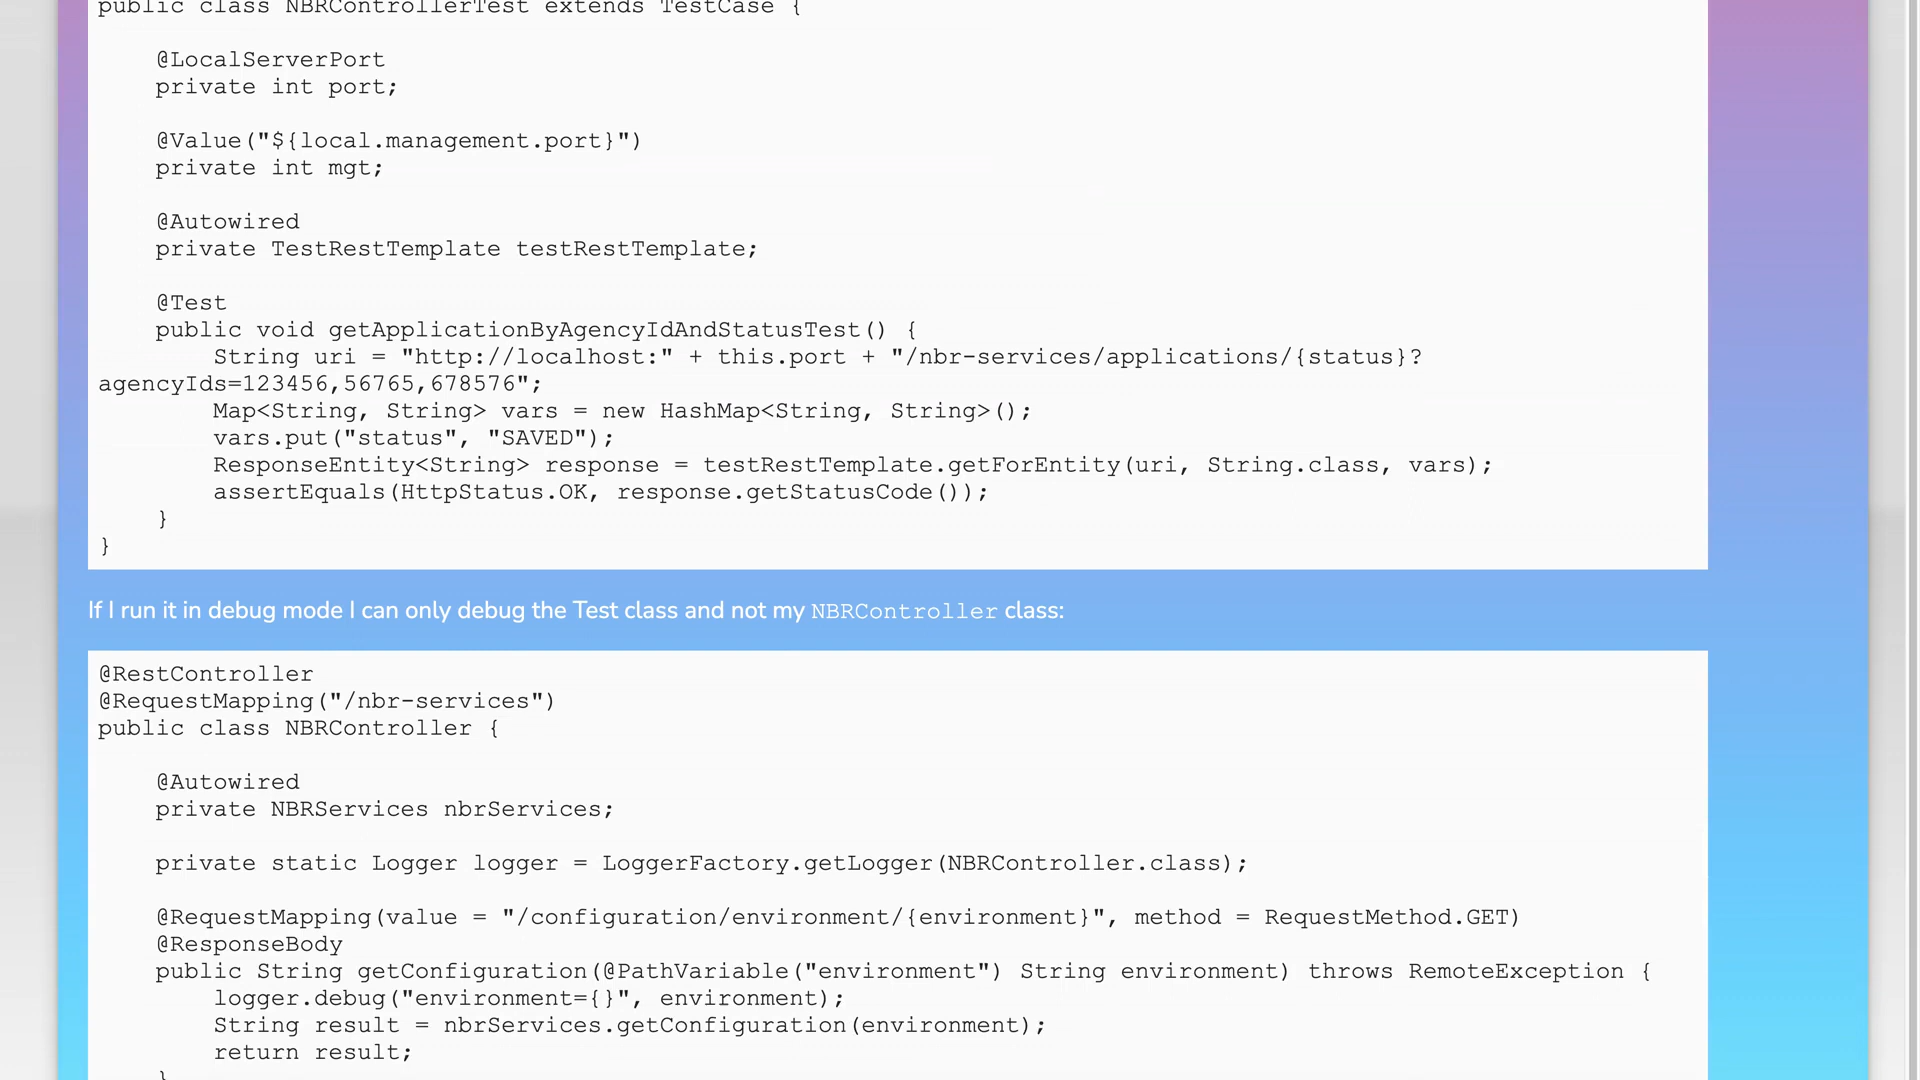 public class NBRControllerTest extends TestCase {
@LocalServerPort
private int port;
@Value("${local.management.port}")
private int mgt;
@Autowired
private TestRestTemplate testRestTemplate;
@Test
public void getApplicationByAgencyIdAndStatusTest() {
String uri = "http://localhost:" + this.port + "/nbr-services/applications/{status}?
agencyIds=123456,56765,678576";
Map<String, String> vars = new HashMap<String, String>();
vars.put("status", "SAVED");
ResponseEntity<String> response = testRestTemplate.getForEntity(uri, String.class, vars);
assertEquals(HttpStatus.OK, response.getStatusCode());
}
}
If I run it in debug mode I can only debug the Test class and not my NBRController class:
@RestController
@RequestMapping("/nbr-services")
public class NBRController {
@Autowired
private NBRServices nbrServices;
private static Logger logger = LoggerFactory.getLogger(NBRController.class);
@RequestMapping(value = "/configuration/environment/{environment}", method = RequestMethod.GET)
@ResponseBody
public String getConfiguration(@PathVariable("environment") String environment) throws RemoteException {
logger.debug("environment={}", environment);
String result = nbrServices.getConfiguration(environment);
return result;
}